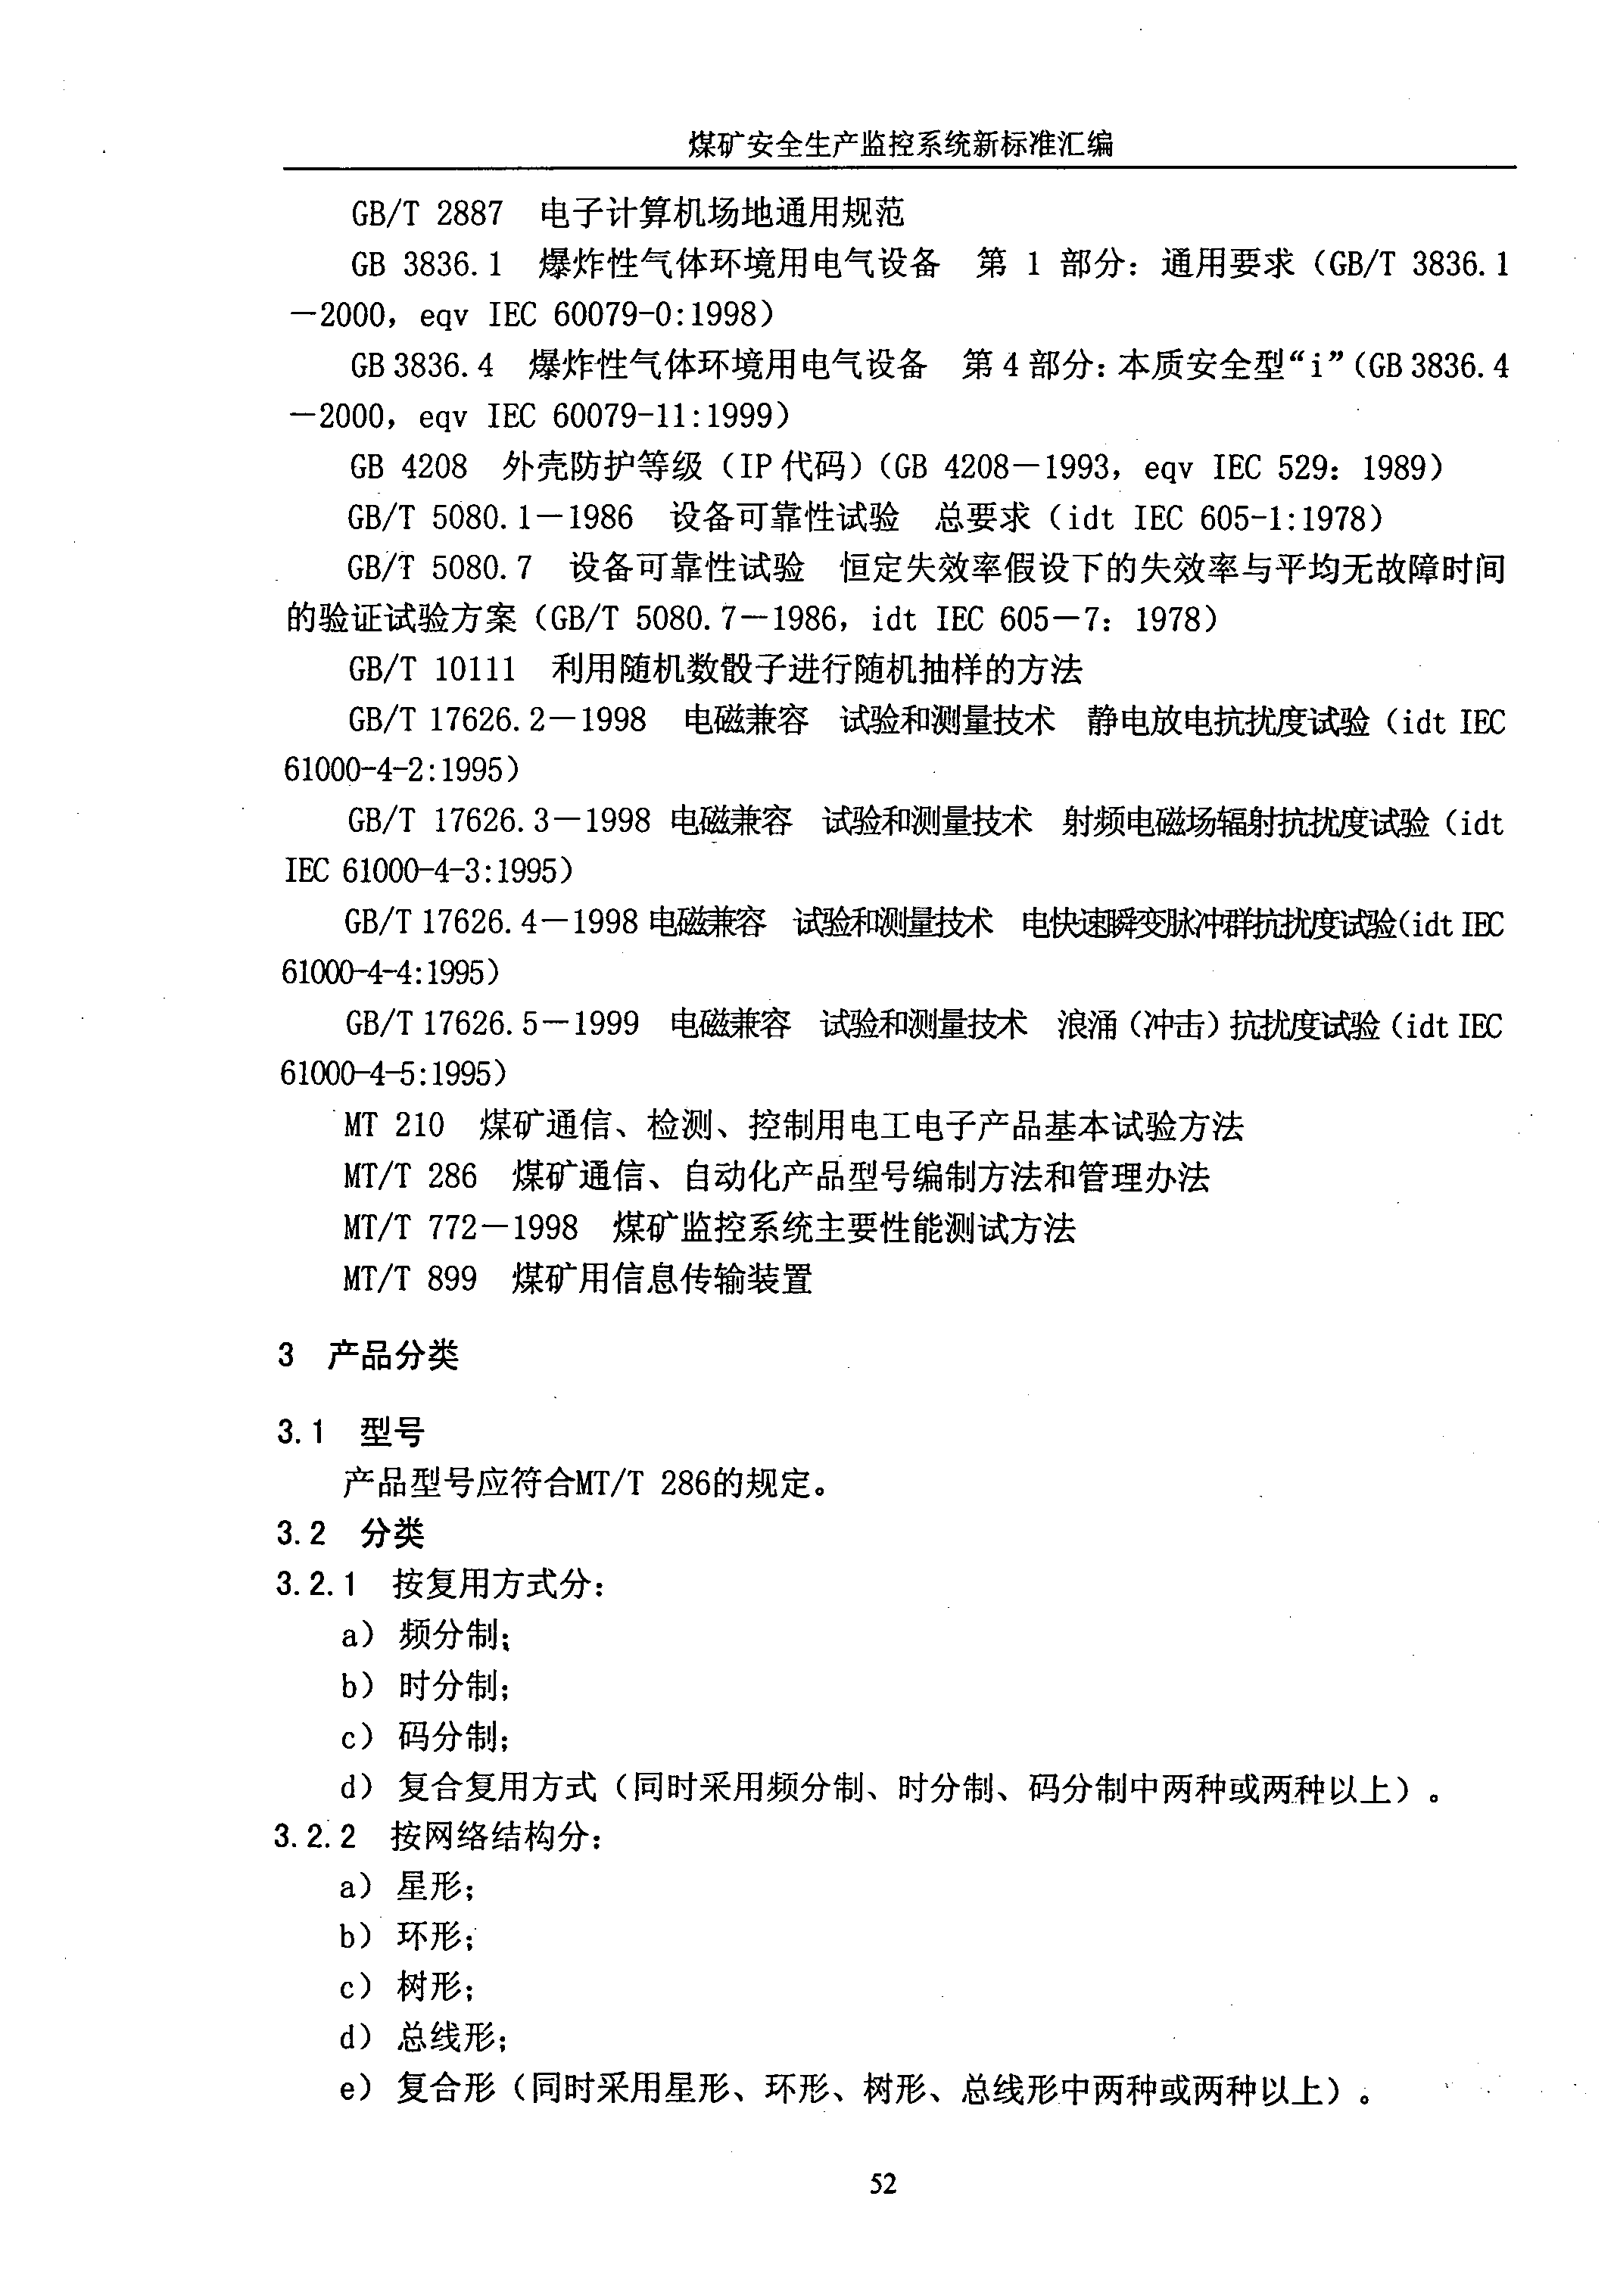 煤矿安全生产监控系统新标准汇编
GB/T 2887　电子计算机场地通用规范
GB 3836.1　爆炸性气体环境用电气设备　第 1 部分：通用要求（GB/T 3836.1
—2000，eqv IEC 60079-0:1998）
GB 3836.4　爆炸性气体环境用电气设备　第 4 部分：本质安全型“i”（GB 3836.4
—2000，eqv IEC 60079-11:1999）
GB 4208　外壳防护等级（IP 代码）（GB 4208—1993，eqv IEC 529：1989）
GB/T 5080.1—1986　设备可靠性试验　总要求（idt IEC 605-1:1978）
GB/T 5080.7　设备可靠性试验　恒定失效率假设下的失效率与平均无故障时间
的验证试验方案（GB/T 5080.7—1986，idt IEC 605—7：1978）
GB/T 10111　利用随机数骰子进行随机抽样的方法
GB/T 17626.2—1998　电磁兼容　试验和测量技术　静电放电抗扰度试验（idt IEC
61000-4-2:1995）
GB/T 17626.3—1998 电磁兼容　试验和测量技术　射频电磁场辐射抗扰度试验（idt
IEC 61000-4-3:1995）
GB/T 17626.4—1998 电磁兼容　试验和测量技术　电快速瞬变脉冲群抗扰度试验（idt IEC
61000-4-4:1995）
GB/T 17626.5—1999　电磁兼容　试验和测量技术　浪涌（冲击）抗扰度试验（idt IEC
61000-4-5:1995）
MT 210　煤矿通信、检测、控制用电工电子产品基本试验方法
MT/T 286　煤矿通信、自动化产品型号编制方法和管理办法
MT/T 772—1998　煤矿监控系统主要性能测试方法
MT/T 899　煤矿用信息传输装置
3　产品分类
3.1　型号
产品型号应符合MT/T 286的规定。
3.2　分类
3.2.1　按复用方式分：
a） 频分制；
b） 时分制；
c） 码分制；
d） 复合复用方式（同时采用频分制、时分制、码分制中两种或两种以上）。
3.2.2　按网络结构分：
a） 星形；
b） 环形；
c） 树形；
d） 总线形；
e） 复合形（同时采用星形、环形、树形、总线形中两种或两种以上）。
52